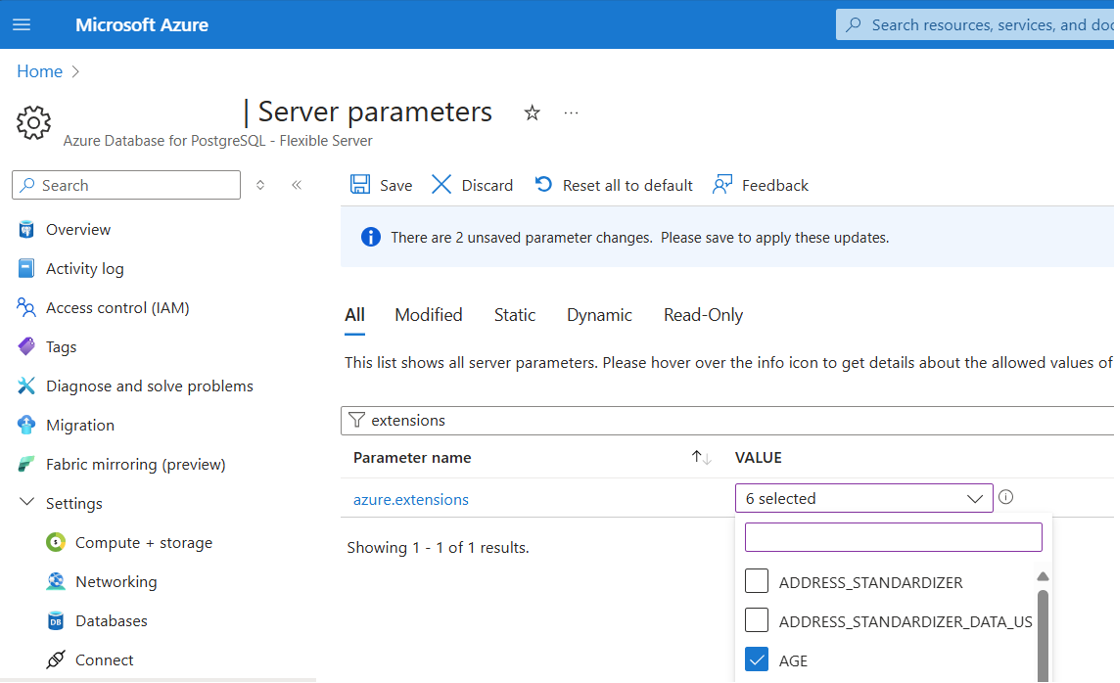 Microsoft Azure
Search resources, services, and doc
Home
| Server parameters
Azure Database for PostgreSQL - Flexible Server
Search
Save
Discard
Reset all to default
Feedback
Overview
Activity log
Access control (IAM)
Tags
Diagnose and solve problems
Migration
Fabric mirroring (preview)
Settings
Compute + storage
Networking
Databases
Connect
There are 2 unsaved parameter changes. Please save to apply these updates.
All Modified Static Dynamic Read-Only
This list shows all server parameters. Please hover over the info icon to get details about the allowed values of
extensions
Parameter name VALUE
azure.extensions 6 selected
Showing 1 - 1 of 1 results.
ADDRESS_STANDARDIZER
ADDRESS_STANDARDIZER_DATA_US
AGE